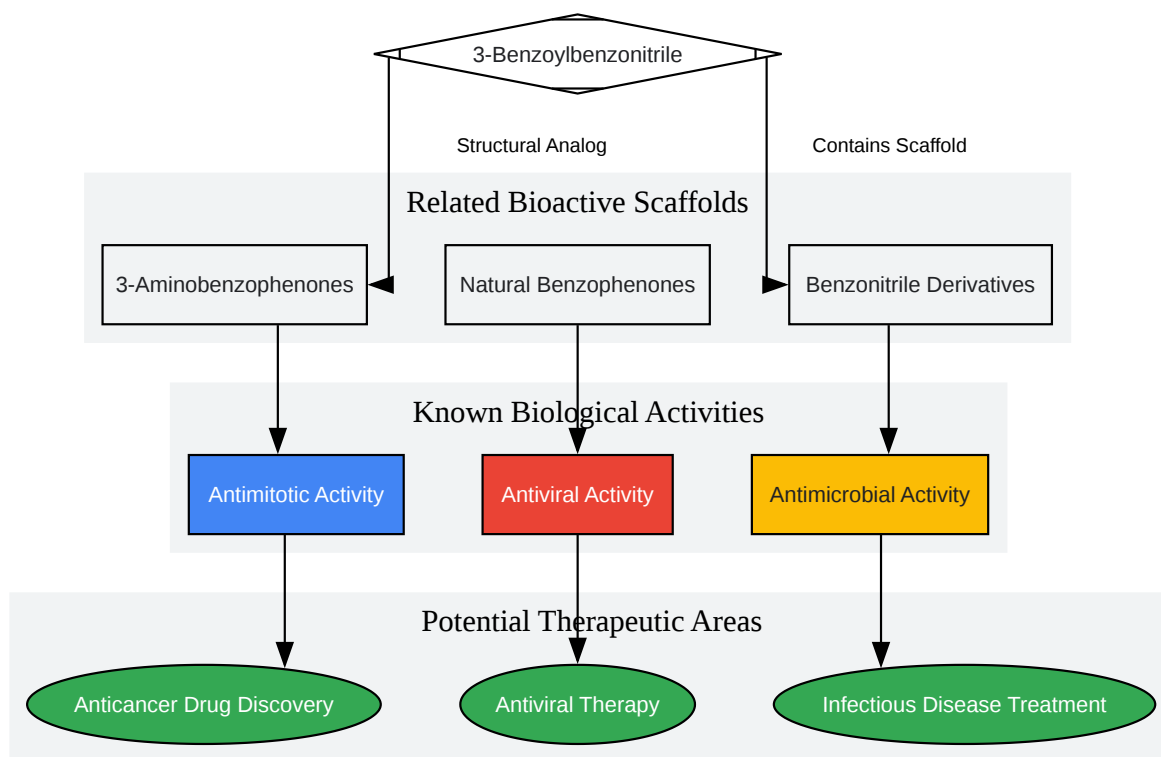 3-Benzoylbenzonitrile
Structural Analog
Contains Scaffold
Related Bioactive Scaffolds
3-Aminobenzophenones
Natural Benzophenones
Benzonitrile Derivatives
Known Biological Activities
Antimitotic Activity
Antiviral Activity
Antimicrobial Activity
Potential Therapeutic Areas
Anticancer Drug Discovery
Antiviral Therapy
Infectious Disease Treatment